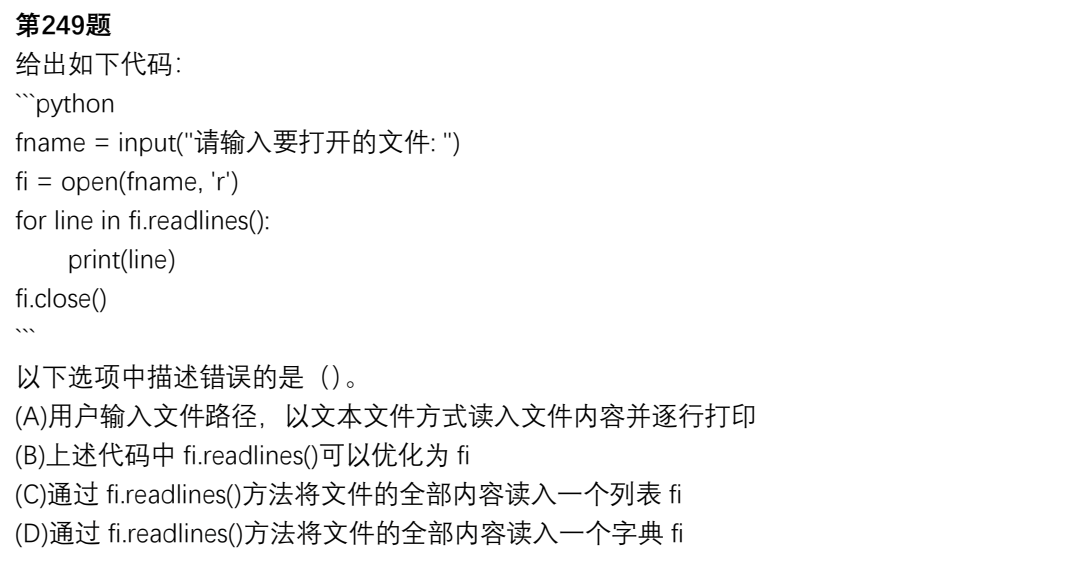 第249题
给出如下代码：
```python
fname = input("请输入要打开的文件: ")
fi = open(fname, 'r')
for line in fi.readlines():
    print(line)
fi.close()
```
以下选项中描述错误的是（）。
(A)用户输入文件路径，以文本文件方式读入文件内容并逐行打印
(B)上述代码中 fi.readlines()可以优化为 fi
(C)通过 fi.readlines()方法将文件的全部内容读入一个列表 fi
(D)通过 fi.readlines()方法将文件的全部内容读入一个字典 fi